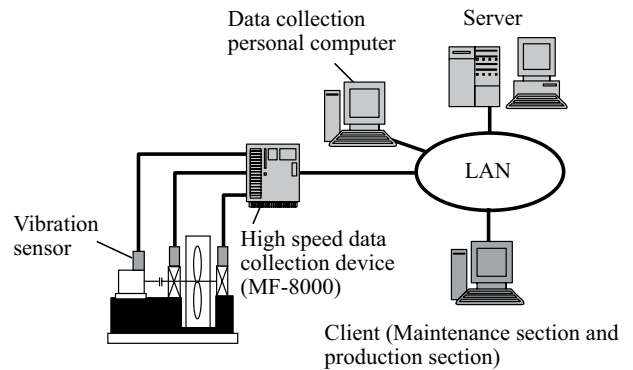 Data collection
personal computer
Server
LAN
Vibration
sensor
High speed data
collection device
(MF-8000)
Client (Maintenance section and
production section)